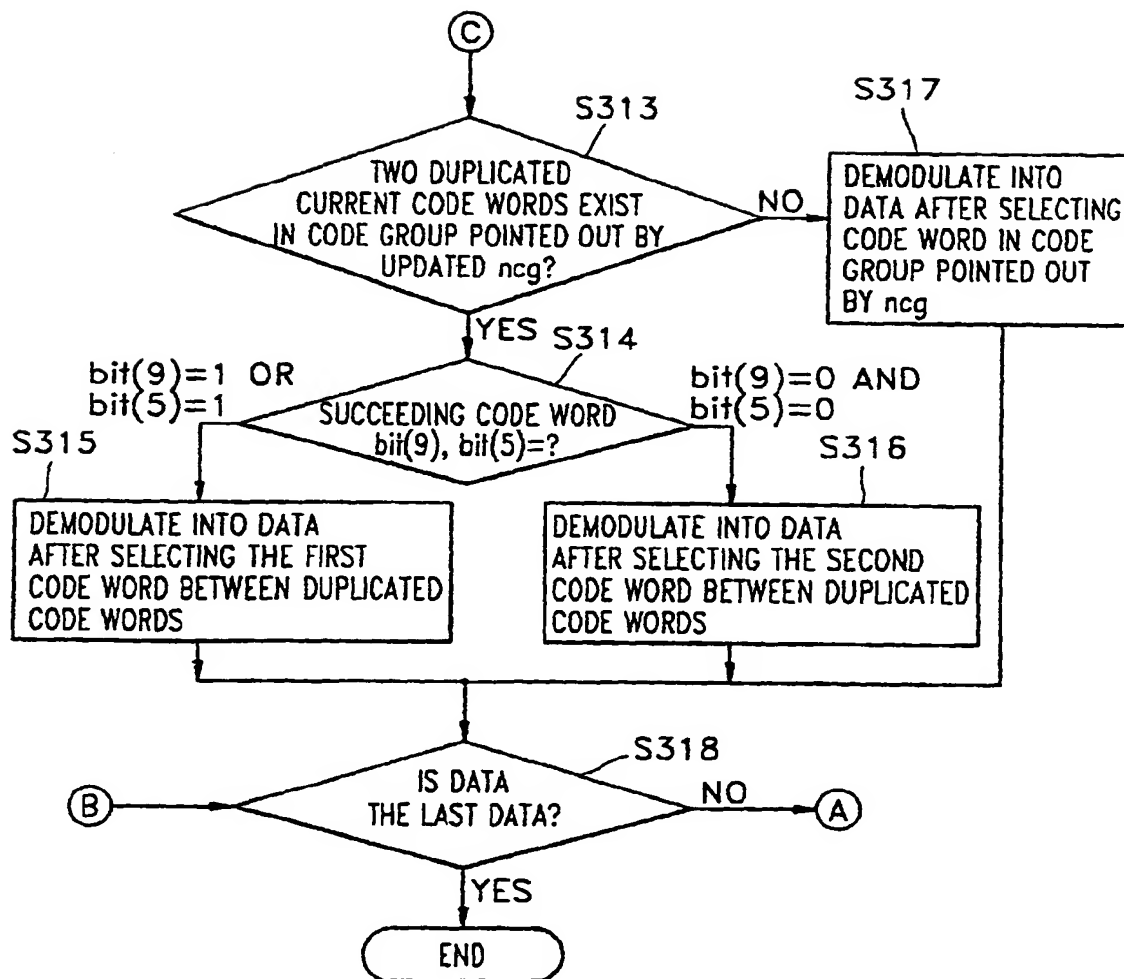 C
S313
TWO DUPLICATED
CURRENT CODE WORDS EXIST
IN CODE GROUP POINTED OUT BY
UPDATED ncg?
NO
S317
DEMODULATE INTO
DATA AFTER SELECTING
CODE WORD IN CODE
GROUP POINTED OUT
BY ncg
YES
S314
bit(9)=1 OR
bit(5)=1
SUCCEEDING CODE WORD
bit(9), bit(5)=?
bit(9)=0 AND
bit(5)=0
S315
DEMODULATE INTO DATA
AFTER SELECTING THE FIRST
CODE WORD BETWEEN DUPLICATED
CODE WORDS
S316
DEMODULATE INTO DATA
AFTER SELECTING THE SECOND
CODE WORD BETWEEN DUPLICATED
CODE WORDS
S318
B
IS DATA
THE LAST DATA?
NO
A
YES
END